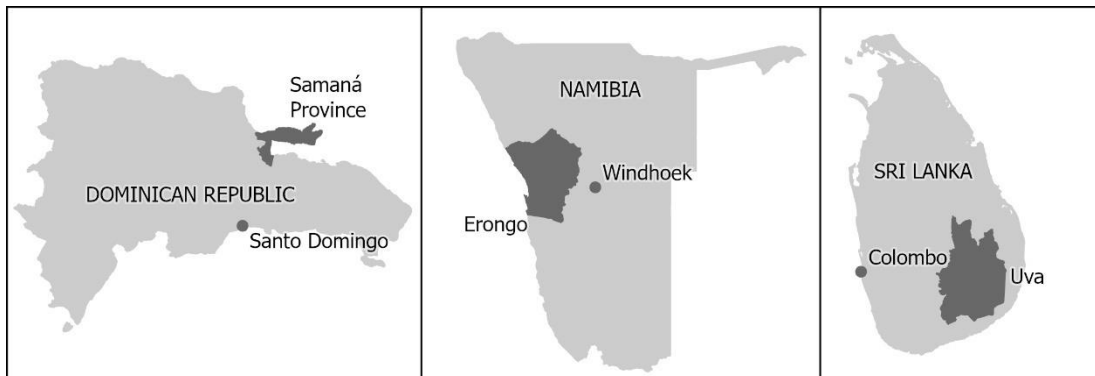 Samaná
Province
DOMINICAN REPUBLIC
Santo Domingo
NAMIBIA
Windhoek
Erongo
SRI LANKA
Colombo
Uva